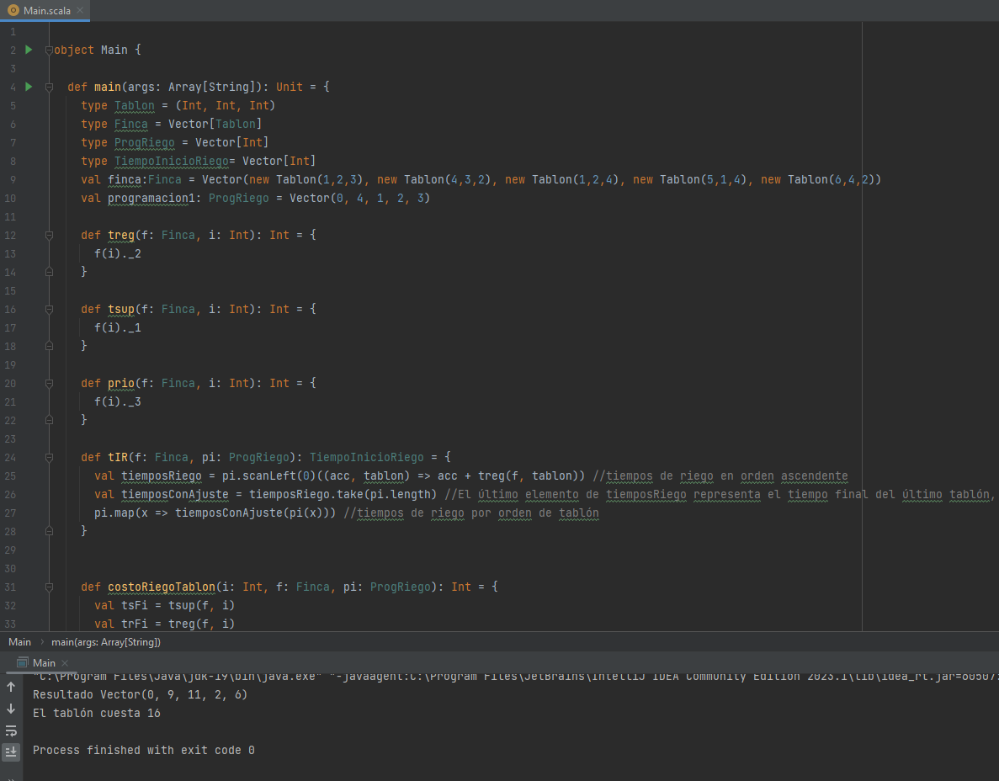 Main.scala
1
2 object Main {
3
4 def main(args: Array[String]): Unit = {
5 type Tablon = (Int, Int, Int)
6 type Finca = Vector[Tablon]
7 type ProgRiego = Vector[Int]
8 type TiempoInicioRiego= Vector[Int]
9 val finca:Finca = Vector(new Tablon(1,2,3), new Tablon(4,3,2), new Tablon(1,2,4), new Tablon(5,1,4), new Tablon(6,4,2))
10 val programacion1: ProgRiego = Vector(0, 4, 1, 2, 3)
11
12 def treg(f: Finca, i: Int): Int = {
13 f(i)._2
14 }
15
16 def tsup(f: Finca, i: Int): Int = {
17 f(i)._1
18 }
19
20 def prio(f: Finca, i: Int): Int = {
21 f(i)._3
22 }
23
24 def tIR(f: Finca, pi: ProgRiego): TiempoInicioRiego = {
25 val tiemposRiego = pi.scanLeft(0)((acc, tablon) => acc + treg(f, tablon)) //tiempos de riego en orden ascendente
26 val tiemposConAjuste = tiemposRiego.take(pi.length) //El último elemento de tiemposRiego representa el tiempo final del último tablón,
27 pi.map(x => tiemposConAjuste(pi(x))) //tiempos de riego por orden de tablón
28 }
29
30
31 def costoRiegoTablon(i: Int, f: Finca, pi: ProgRiego): Int = {
32 val tsFi = tsup(f, i)
33 val trFi = treg(f, i)
Main › main(args: Array[String])
Main
"C:\Program Files\Java\jdk-19\bin\java.exe" "-javaagent:C:\Program Files\JetBrains\IntelliJ IDEA Community Edition 2023.1\lib\idea_rt.jar=60507:
Resultado Vector(0, 9, 11, 2, 6)
El tablón cuesta 16
Process finished with exit code 0